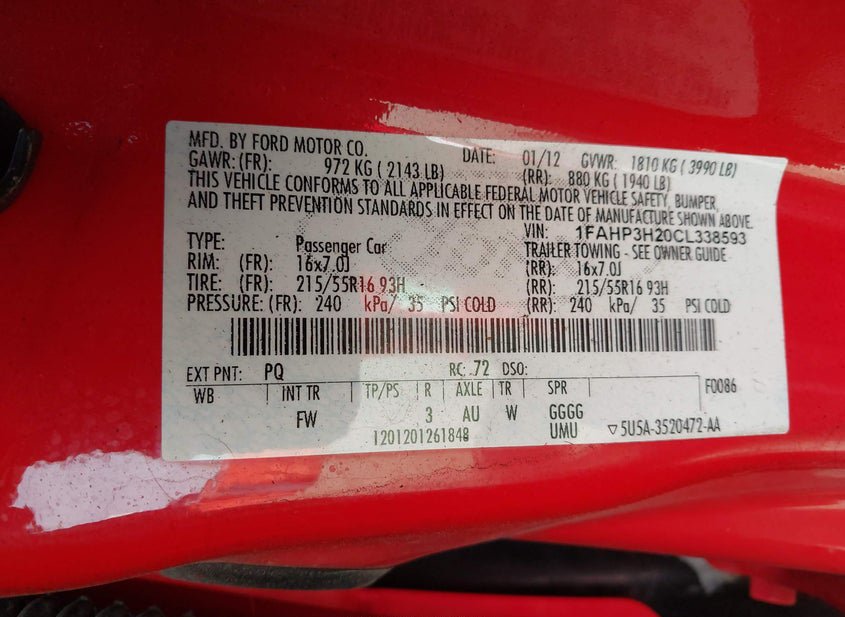 MFD. BY FORD MOTOR CO. DATE: 01/12 GVWR: 1810 KG ( 3990 LB)
GAWR: (FR): 972 KG ( 2143 LB) (RR): 880 KG ( 1940 LB)
THIS VEHICLE CONFORMS TO ALL APPLICABLE FEDERAL MOTOR VEHICLE SAFETY, BUMPER,
AND THEFT PREVENTION STANDARDS IN EFFECT ON THE DATE OF MANUFACTURE SHOWN ABOVE.
VIN: 1FAHP3H20CL338593
TYPE: Passenger Car TRAILER TOWING - SEE OWNER GUIDE
RIM: (FR): 16x7.0J (RR): 16x7.0J
TIRE: (FR): 215/55R16 93H (RR): 215/55R16 93H
PRESSURE: (FR): 240 kPa/ 35 PSI COLD (RR): 240 kPa/ 35 PSI COLD
EXT PNT: PQ RC: 72 DSO:
WB INT TR TP/PS R AXLE TR SPR F0086
FW 3 AU W GGGG
1201201261848 UMU ▽5U5A-3520472-AA